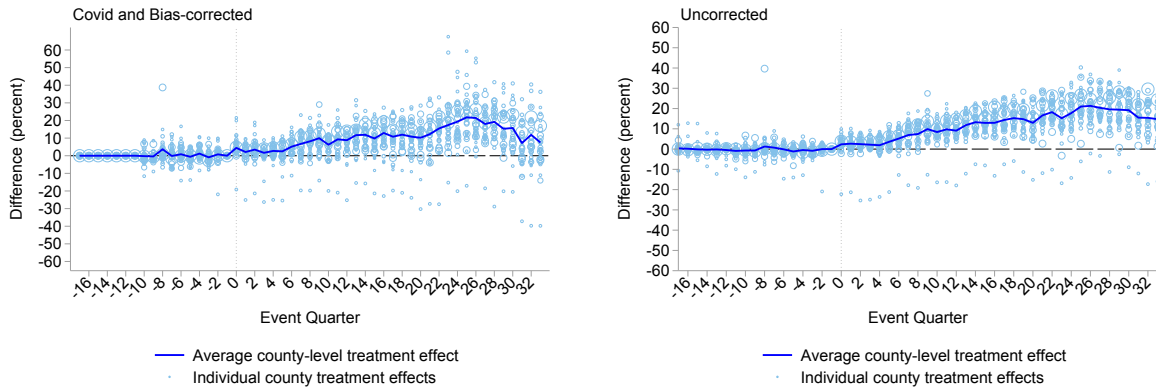 Covid and Bias-corrected
Difference (percent)
60
50
40
30
20
10
0
-10
-20
-30
-40
-50
-60
-16 -14 -12 -10 -8 -6 -4 -2 0 2 4 6 8 10 12 14 16 18 20 22 24 26 28 30 32
Event Quarter
Average county-level treatment effect
Individual county treatment effects
Uncorrected
Difference (percent)
60
50
40
30
20
10
0
-10
-20
-30
-40
-50
-60
-16 -14 -12 -10 -8 -6 -4 -2 0 2 4 6 8 10 12 14 16 18 20 22 24 26 28 30 32
Event Quarter
Average county-level treatment effect
Individual county treatment effects